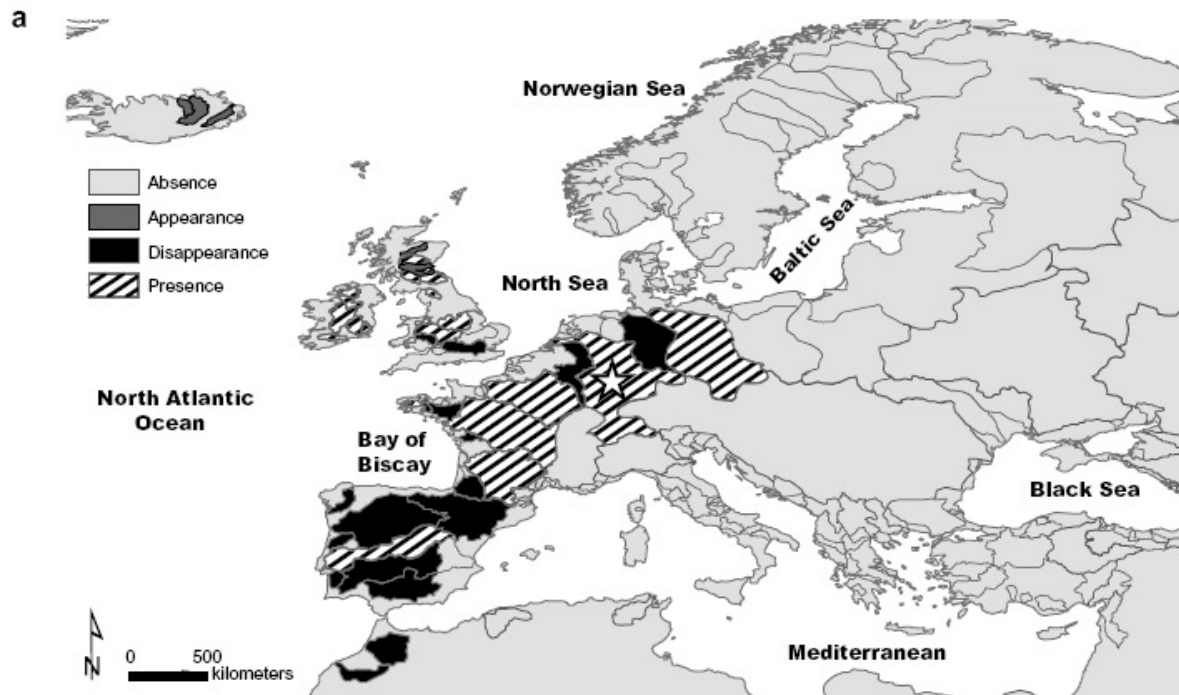 a
Norwegian Sea
Absence
Appearance
Disappearance
Presence
Baltic Sea
North Sea
North Atlantic
Ocean
Bay of
Biscay
Black Sea
Mediterranean
N
0 500
kilometers